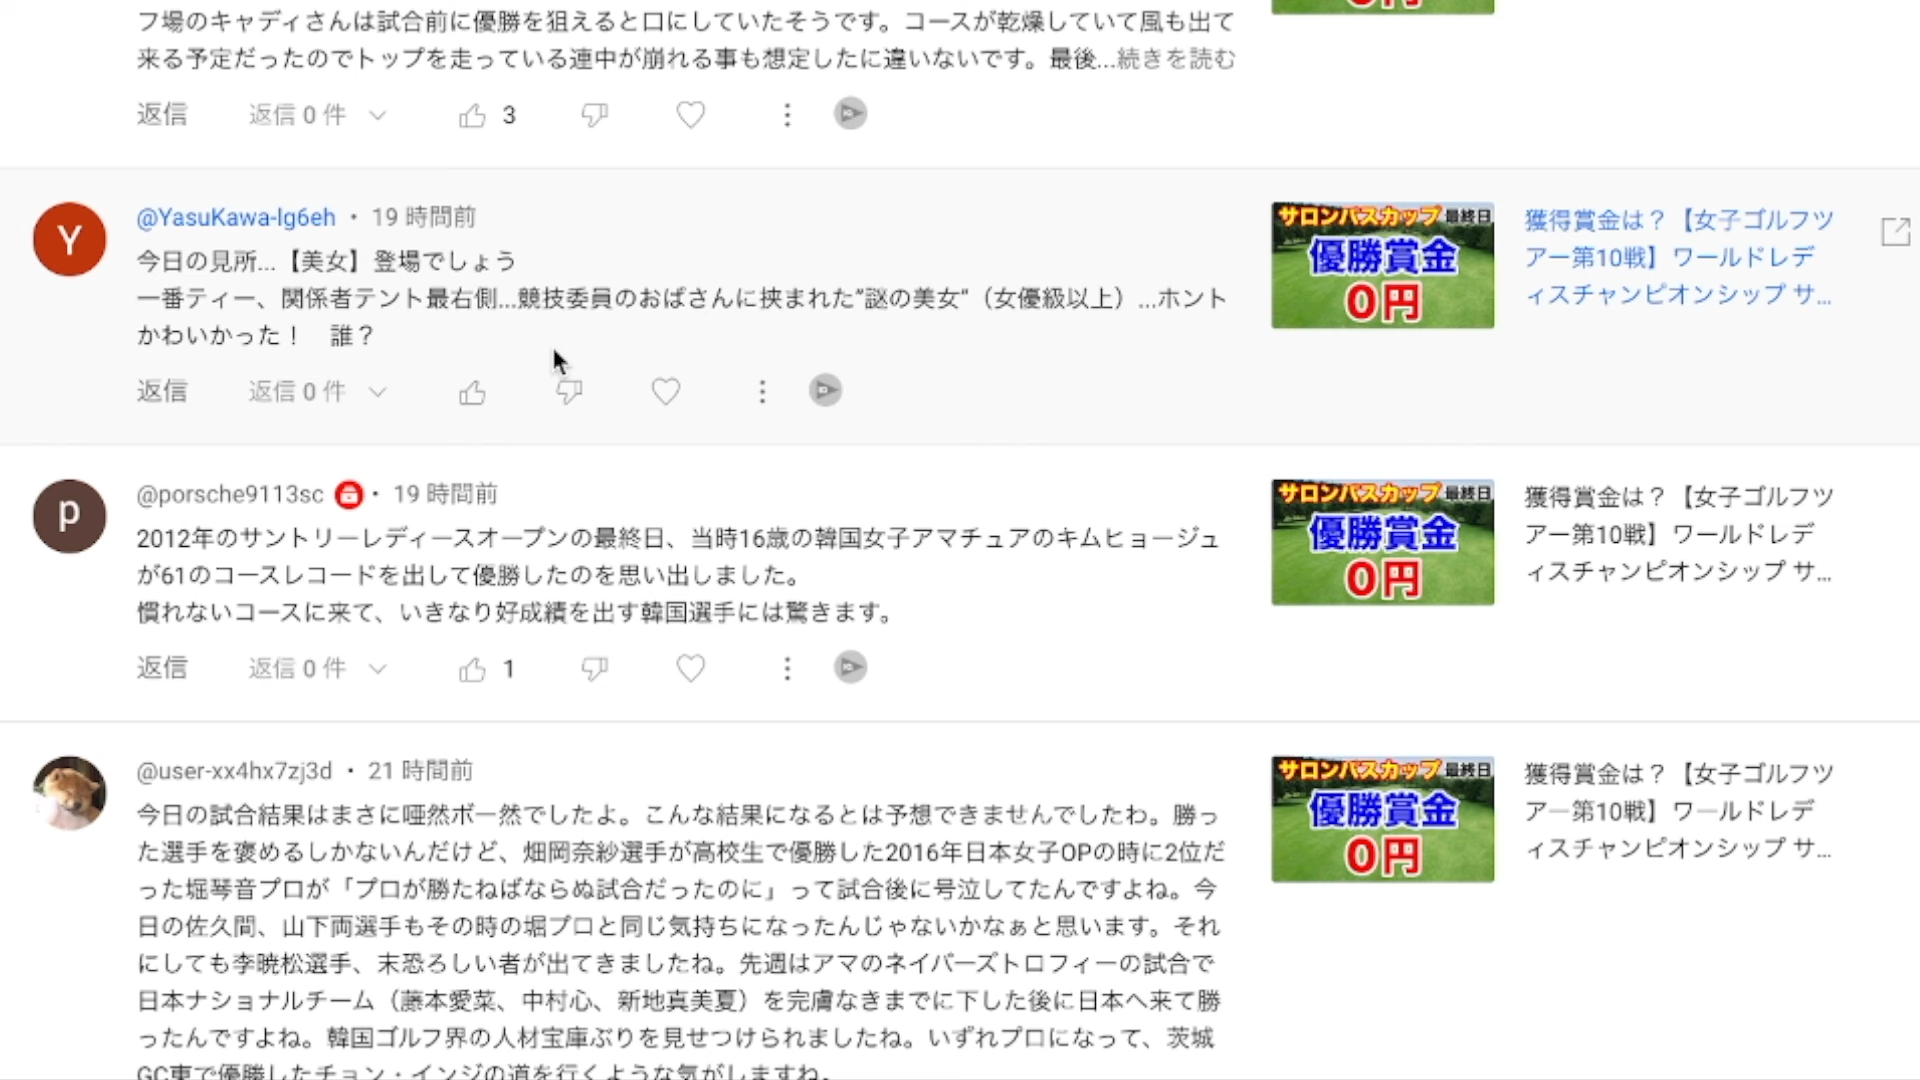 フ場のキャディさんは試合前に優勝を狙えると口にしていたそうです。コースが乾燥していて風も出て
来る予定だったのでトップを走っている連中が崩れる事も想定したに違いないです。最後...続きを読む
0円
返信 返信 0 件 3
Y
@YasuKawa-lg6eh ・ 19 時間前
今日の見所...【美女】登場でしょう
一番ティー、関係者テント最右側...競技委員のおばさんに挟まれた”謎の美女“（女優級以上）...ホント
かわいかった！　誰？
返信 返信 0 件
サロンパスカップ 最終日
優勝賞金
0円
獲得賞金は？【女子ゴルフツ
アー第10戦】ワールドレデ
ィスチャンピオンシップ サ...
p
@porsche9113sc ・ 19 時間前
2012年のサントリーレディースオープンの最終日、当時16歳の韓国女子アマチュアのキムヒョージュ
が61のコースレコードを出して優勝したのを思い出しました。
慣れないコースに来て、いきなり好成績を出す韓国選手には驚きます。
返信 返信 0 件 1
サロンパスカップ 最終日
優勝賞金
0円
獲得賞金は？【女子ゴルフツ
アー第10戦】ワールドレデ
ィスチャンピオンシップ サ...
@user-xx4hx7zj3d ・ 21 時間前
今日の試合結果はまさに唖然ボー然でしたよ。こんな結果になるとは予想できませんでしたわ。勝っ
た選手を褒めるしかないんだけど、畑岡奈紗選手が高校生で優勝した2016年日本女子OPの時に2位だ
った堀琴音プロが「プロが勝たねばならぬ試合だったのに」って試合後に号泣してたんですよね。今
日の佐久間、山下両選手もその時の堀プロと同じ気持ちになったんじゃないかなぁと思います。それ
にしても李暁松選手、末恐ろしい者が出てきましたね。先週はアマのネイバーズトロフィーの試合で
日本ナショナルチーム（藤本愛菜、中村心、新地真美夏）を完膚なきまでに下した後に日本へ来て勝
ったんですよね。韓国ゴルフ界の人材宝庫ぶりを見せつけられましたね。いずれプロになって、茨城
GC東で優勝したチョン・インジの道を行くような気がしますね。
サロンパスカップ 最終日
優勝賞金
0円
獲得賞金は？【女子ゴルフツ
アー第10戦】ワールドレデ
ィスチャンピオンシップ サ...